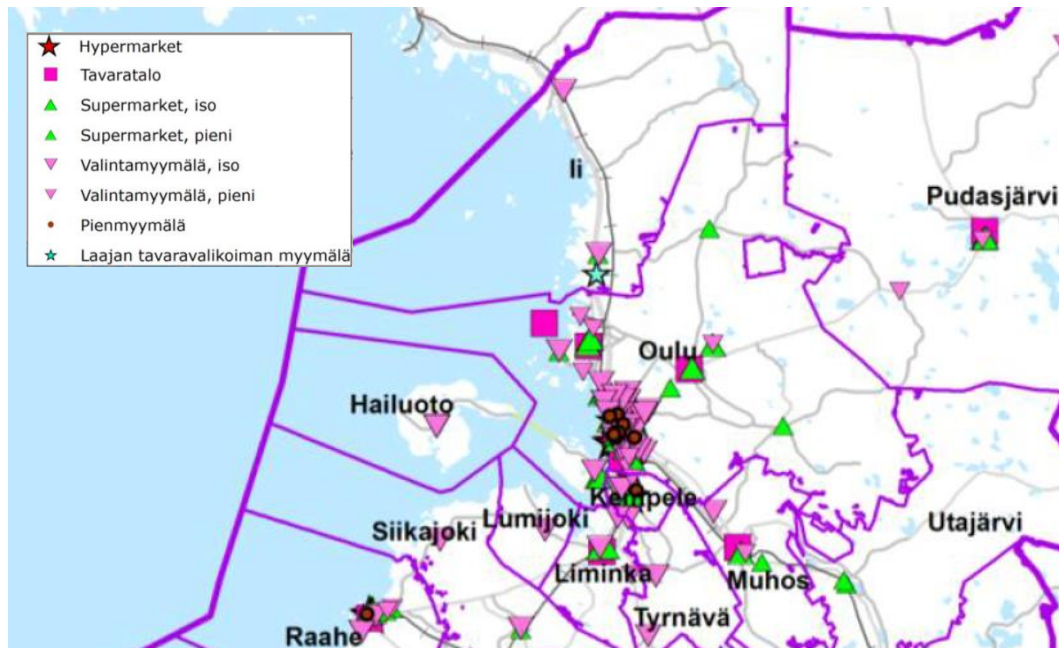 Hypermarket
Tavaratalo
Supermarket, iso
Supermarket, pieni
Valintamyymälä, iso
Valintamyymälä, pieni
Pienmyymälä
Laajan tavaravalikoiman myymälä
Ii
Pudasjärvi
Oulu
Hailuoto
Kempele
Siikajoki
Lumijoki
Utajärvi
Liminka
Muhos
Tyrnävä
Raahe